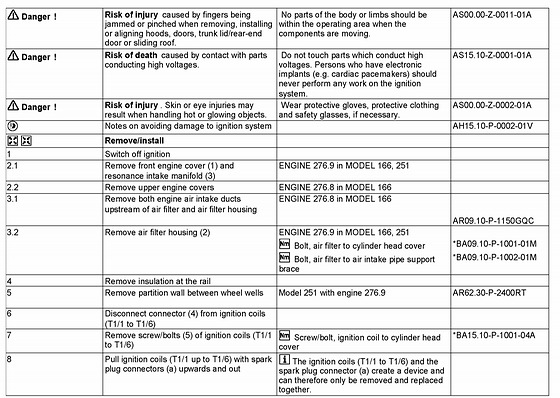 Danger !
Risk of injury caused by fingers being
jammed or pinched when removing, installing
or aligning hoods, doors, trunk lid/rear-end
door or sliding roof.
No parts of the body or limbs should be
within the operating area when the
components are moving.
AS00.00-Z-0011-01A
Danger !
Risk of death caused by contact with parts
conducting high voltages.
Do not touch parts which conduct high
voltages. Persons who have electronic
implants (e.g. cardiac pacemakers) should
never perform any work on the ignition
system.
AS15.10-Z-0001-01A
Danger !
Risk of injury . Skin or eye injuries may
result when handling hot or glowing objects.
Wear protective gloves, protective clothing
and safety glasses, if necessary.
AS00.00-Z-0002-01A
Notes on avoiding damage to ignition system
AH15.10-P-0002-01V
Remove/install
1
Switch off ignition
2.1
Remove front engine cover (1) and
resonance intake manifold (3)
ENGINE 276.9 in MODEL 166, 251
2.2
Remove upper engine covers
ENGINE 276.8 in MODEL 166
3.1
Remove both engine air intake ducts
upstream of air filter and air filter housing
ENGINE 276.8 in MODEL 166
AR09.10-P-1150GQC
3.2
Remove air filter housing (2)
ENGINE 276.9 in MODEL 166, 251
Nm Bolt, air filter to cylinder head cover
*BA09.10-P-1001-01M
Nm Bolt, air filter to air intake pipe support
brace
*BA09.10-P-1002-01M
4
Remove insulation at the rail
5
Remove partition wall between wheel wells
Model 251 with engine 276.9
AR62.30-P-2400RT
6
Disconnect connector (4) from ignition coils
(T1/1 to T1/6)
7
Remove screw/bolts (5) of ignition coils (T1/1
to T1/6)
Nm Screw/bolt, ignition coil to cylinder head
cover
*BA15.10-P-1001-04A
8
Pull ignition coils (T1/1 up to T1/6) with spark
plug connectors (a) upwards and out
i The ignition coils (T1/1 to T1/6) and the
spark plug connector (a) create a device and
can therefore only be removed and replaced
together.